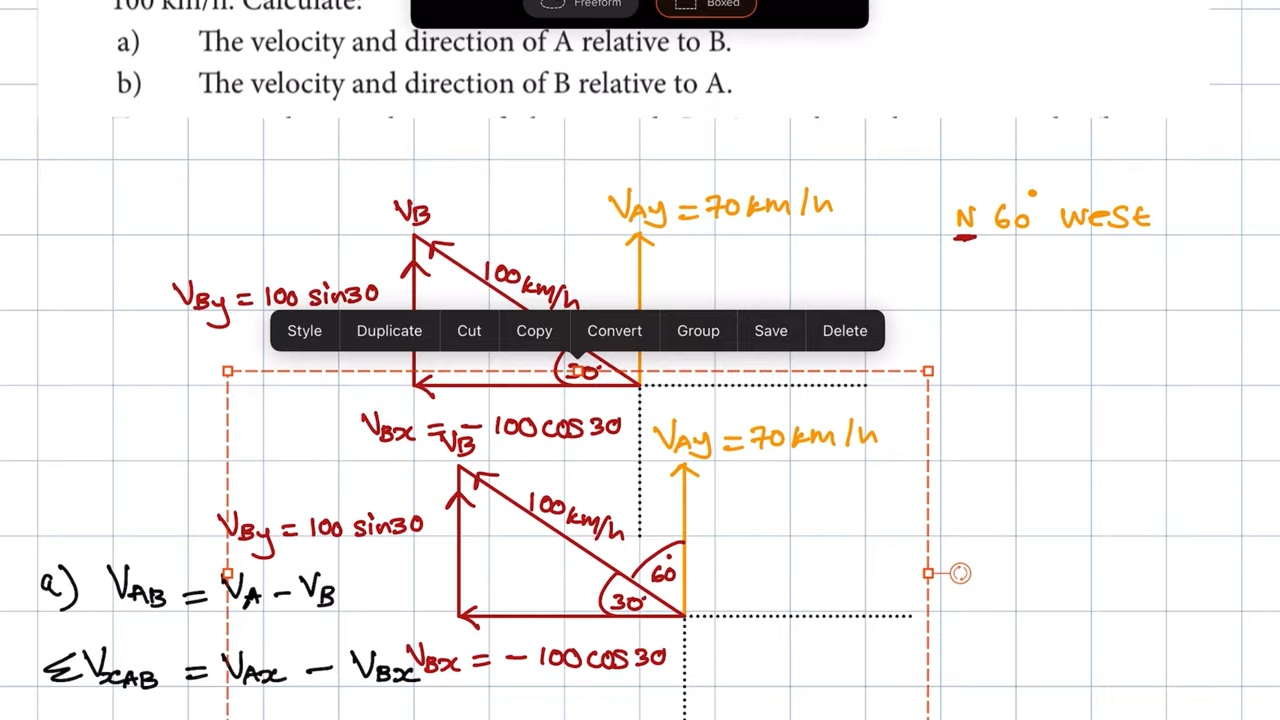 100 km/h. Calculate:
Freeform Boxed
a) The velocity and direction of A relative to B.
b) The velocity and direction of B relative to A.
VB
VAy = 70 km/h
N 60° west
100 km/h
VBy = 100 sin30
Style Duplicate Cut Copy Convert Group Save Delete
30°
VBx = - 100 cos 30
VB
VAy = 70 km/h
100 km/h
VBy = 100 sin30
60°
30°
a) VAB = VA - VB
VBx = - 100 cos 30
ΣVxAB = VAx - VBx